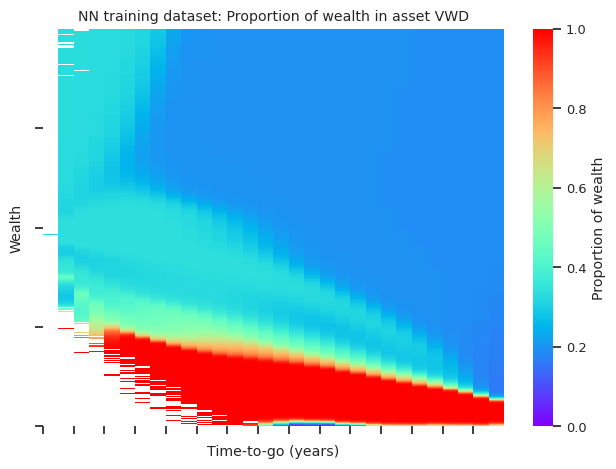 NN training dataset: Proportion of wealth in asset VWD
Wealth
Time-to-go (years)
1.0
0.8
0.6
0.4
0.2
0.0
Proportion of wealth